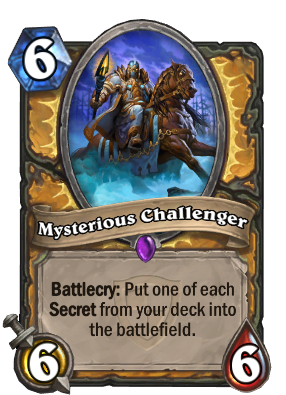 6
Mysterious Challenger
Battlecry: Put one of each
Secret from your deck into
the battlefield.
6
6